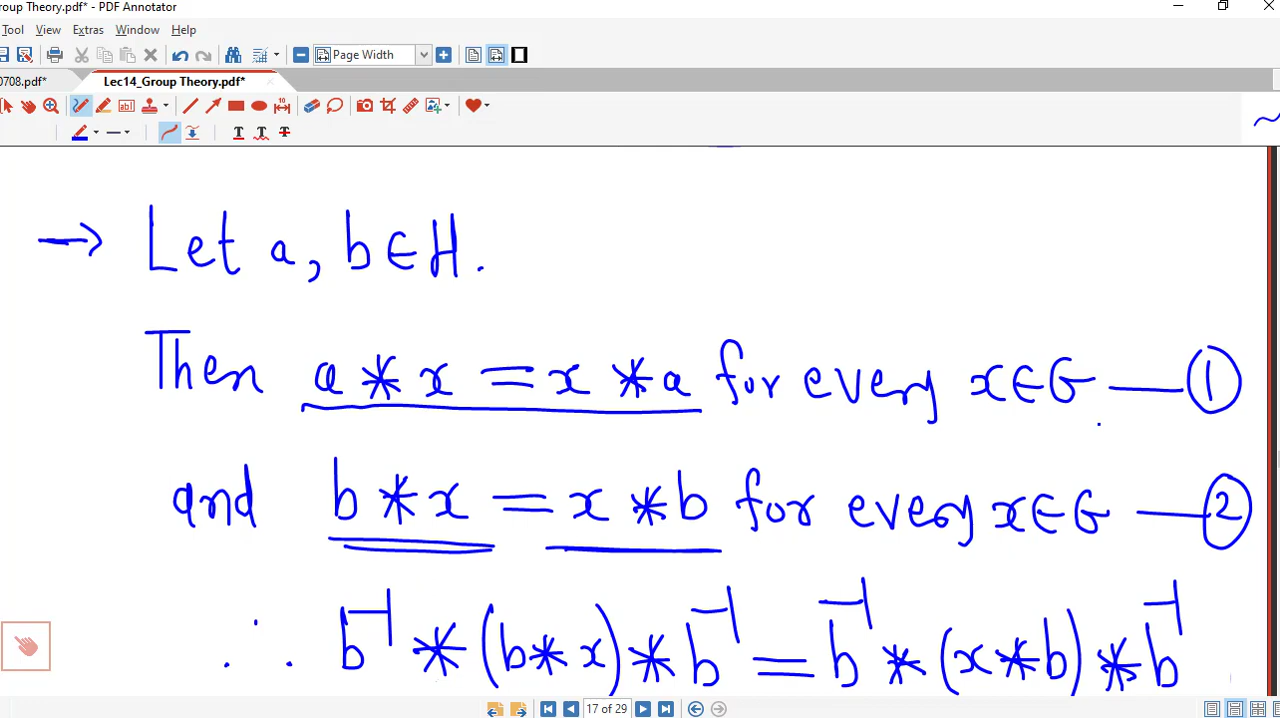 roup Theory.pdf* - PDF Annotator
Tool View Extras Window Help
Page Width
0708.pdf* Lec14_Group Theory.pdf*
→ Let a, b ∈ H.
Then a * x = x * a for every x ∈ G — ①
and b * x = x * b for every x ∈ G — ②
∴ b⁻¹ * (b * x) * b⁻¹ = b⁻¹ * (x * b) * b⁻¹
17 of 29